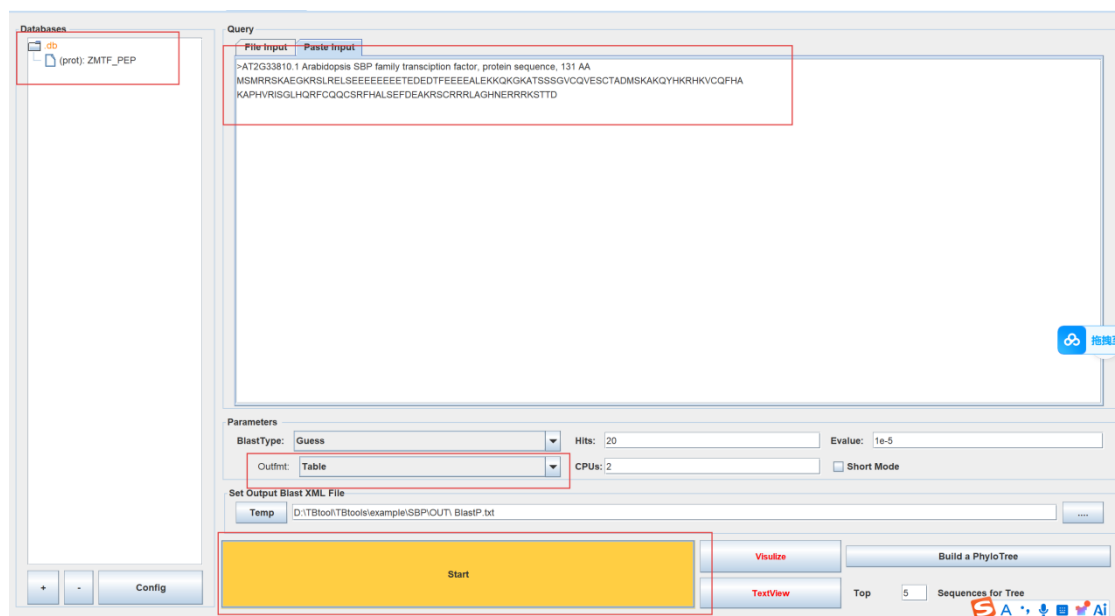 Databases
.db
(prot): ZMTF_PEP
+
-
Config
Query
File Input
Paste Input
>AT2G33810.1 Arabidopsis SBP family transciption factor, protein sequence, 131 AA
MSMRRSKAEGKRSLRELSEEEEEEEETEDEDTFEEEEALEKKQKGKATSSSGVCQVESCTADMSKAKQYHKRHKVCQFHA
KAPHVRISGLHQRFCQQCSRFHALSEFDEAKRSCRRRLAGHNERRRKSTTD
Parameters
BlastType: Guess
Hits: 20
Evalue: 1e-5
Outfmt: Table
CPUs: 2
Short Mode
Set Output Blast XML File
Temp
D:\TBtool\TBtools\example\SBP\OUT\ BlastP.txt
....
Start
Visulize
Build a PhyloTree
TextView
Top 5 Sequences for Tree
S A Ai